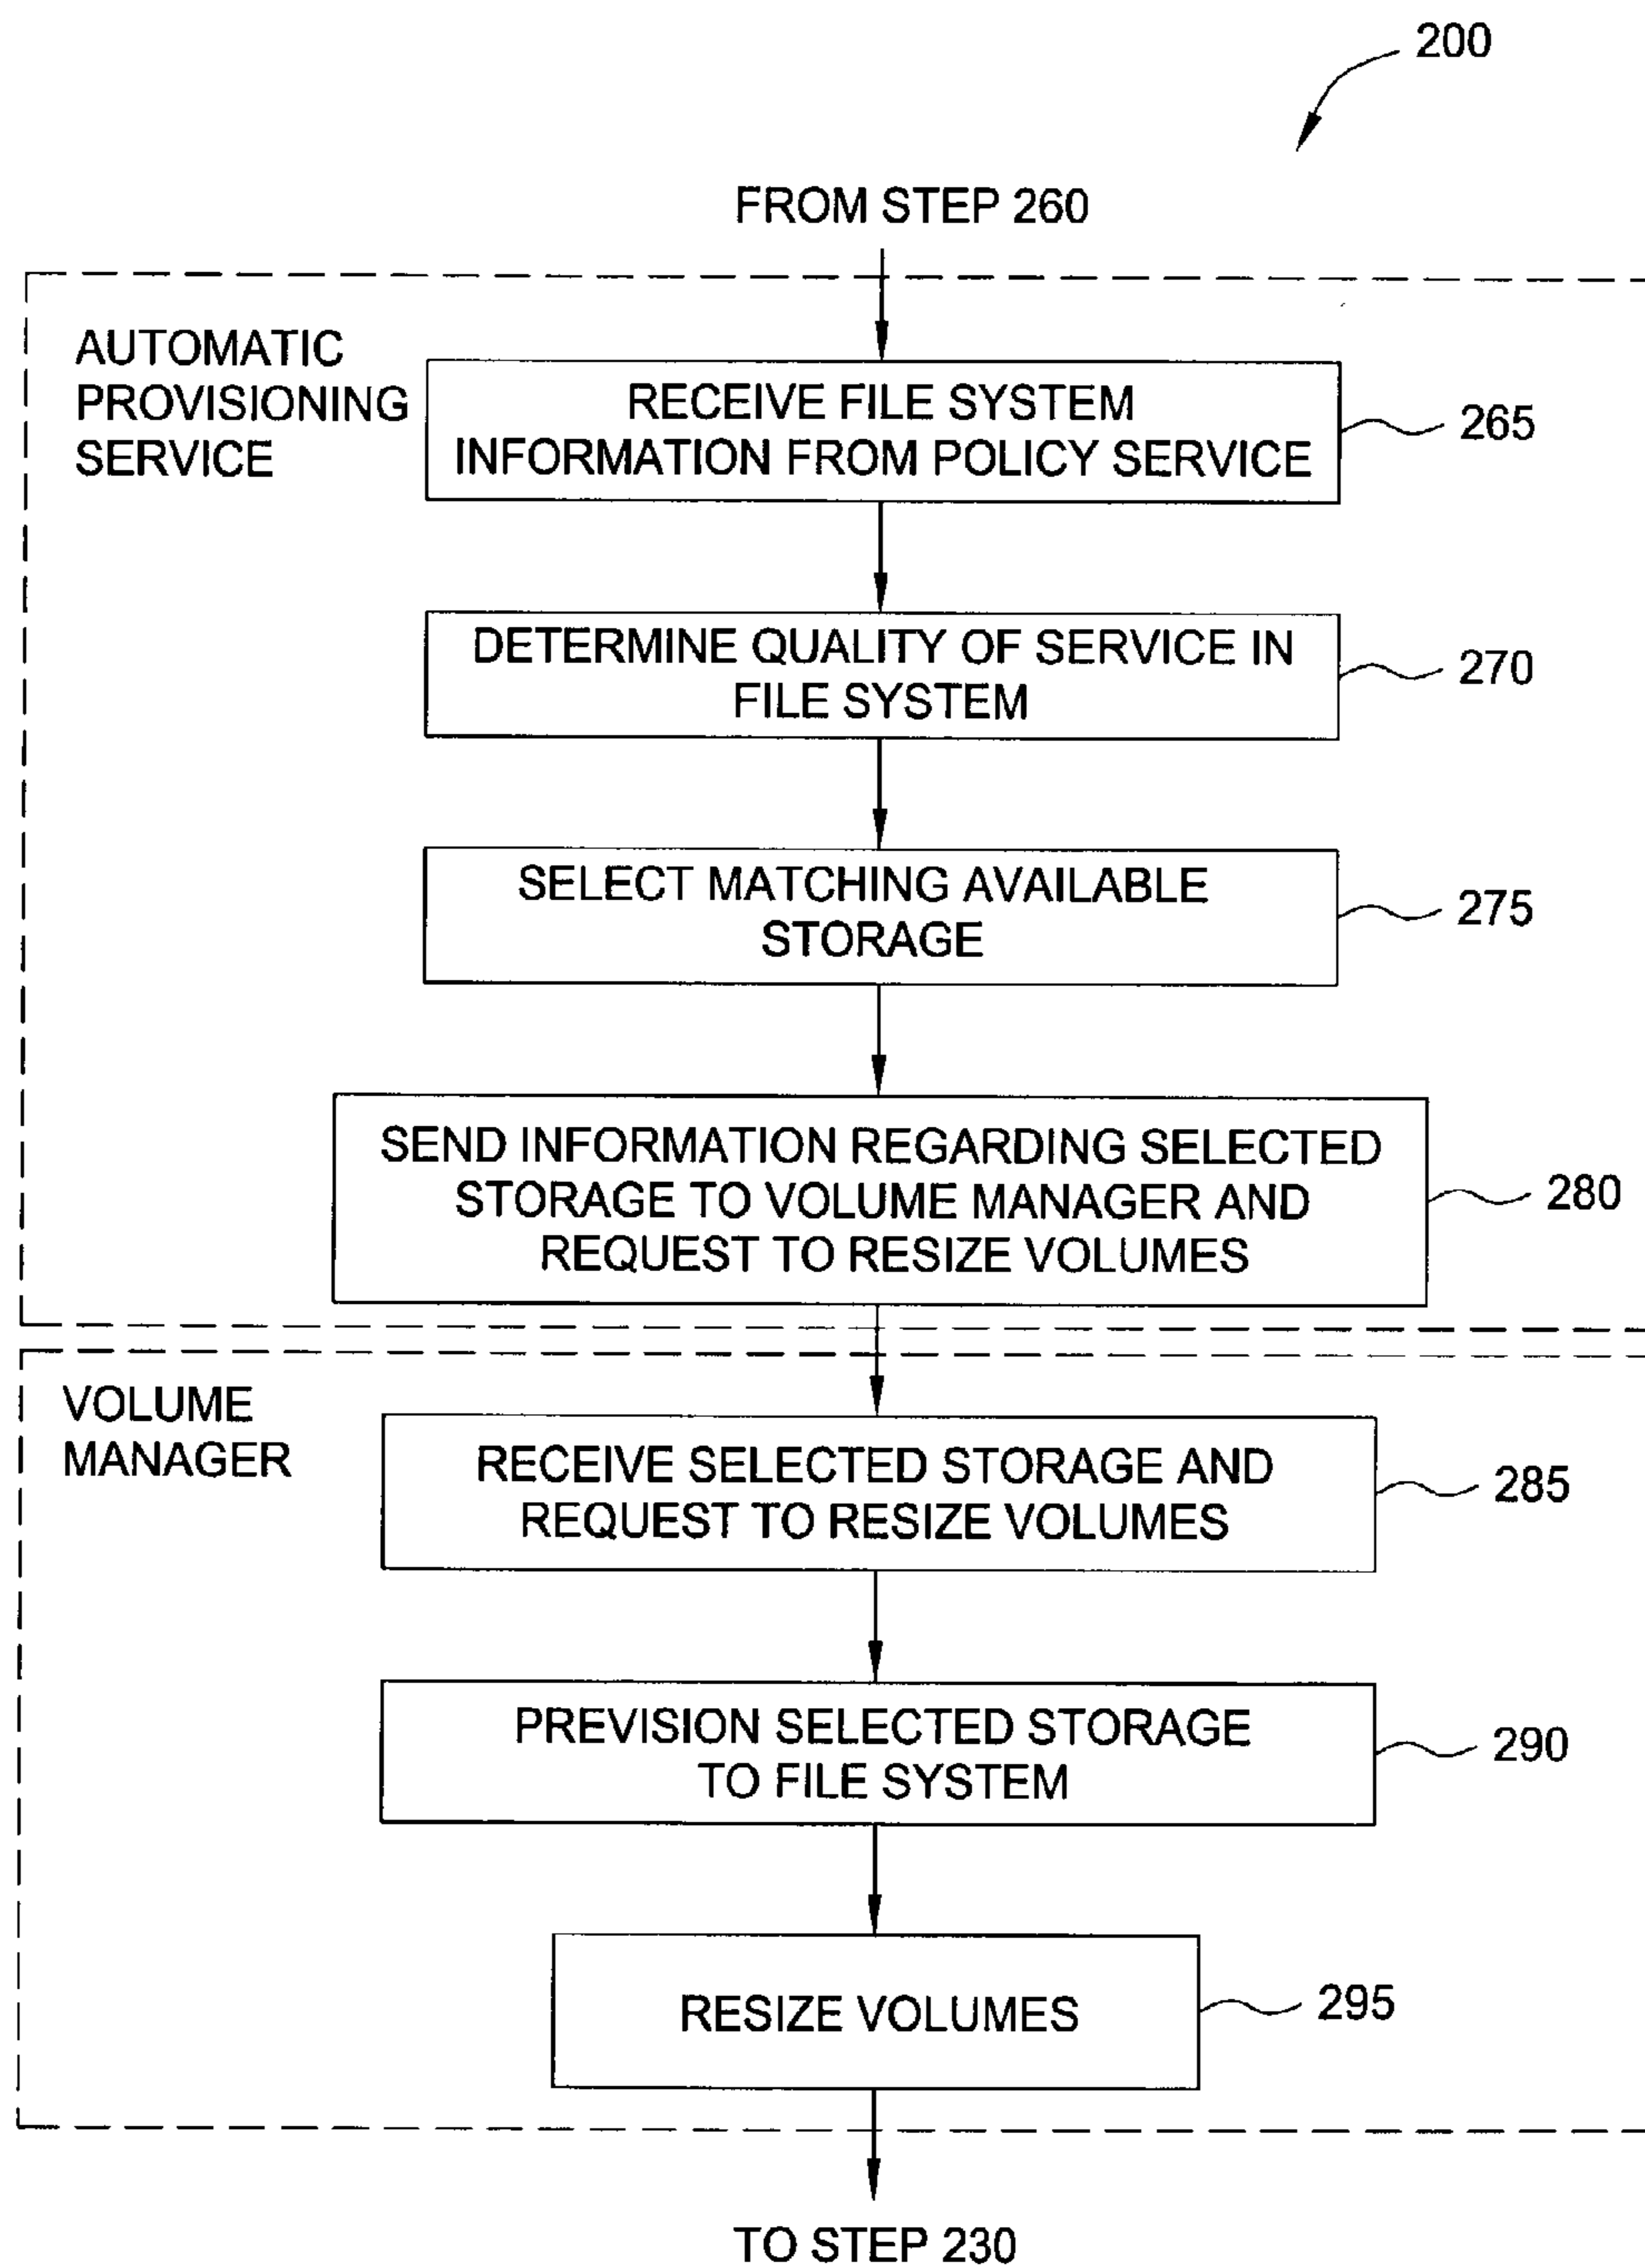 200
FROM STEP 260
AUTOMATIC
PROVISIONING
SERVICE
RECEIVE FILE SYSTEM
INFORMATION FROM POLICY SERVICE
265
DETERMINE QUALITY OF SERVICE IN
FILE SYSTEM
270
SELECT MATCHING AVAILABLE
STORAGE
275
SEND INFORMATION REGARDING SELECTED
STORAGE TO VOLUME MANAGER AND
REQUEST TO RESIZE VOLUMES
280
VOLUME
MANAGER
RECEIVE SELECTED STORAGE AND
REQUEST TO RESIZE VOLUMES
285
PREVISION SELECTED STORAGE
TO FILE SYSTEM
290
RESIZE VOLUMES
295
TO STEP 230